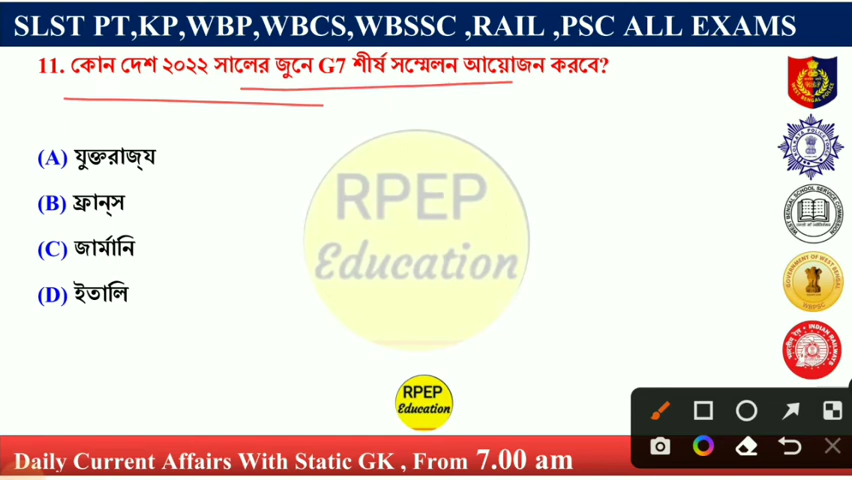 SLST PT,KP,WBP,WBCS,WBSSC ,RAIL ,PSC ALL EXAMS
11. কোন দেশ ২০২২ সালের জুনে G7 শীর্ষ সম্মেলন আয়োজন করবে?
(A) যুক্তরাজ্য
(B) ফ্রান্স
(C) জার্মানি
(D) ইতালি
RPEP
Education
RPEP
Education
Daily Current Affairs With Static GK , From 7.00 am